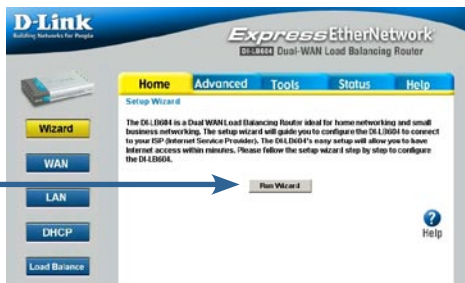 D-Link
Building Networks for People
Express EtherNetwork
DI-LB604 Dual-WAN Load Balancing Router
Home Advanced Tools Status Help
Setup Wizard
The DI-LB604 is a Dual WAN Load Balancing Router ideal for home networking and small
business networking. The setup wizard will guide you to configure the DI-LB604 to connect
to your ISP (Internet Service Provider). The DI-LB604's easy setup will allow you to have
Internet access within minutes. Please follow the setup wizard step by step to configure
the DI-LB604.
Run Wizard
Wizard
WAN
LAN
DHCP
Load Balance
Help